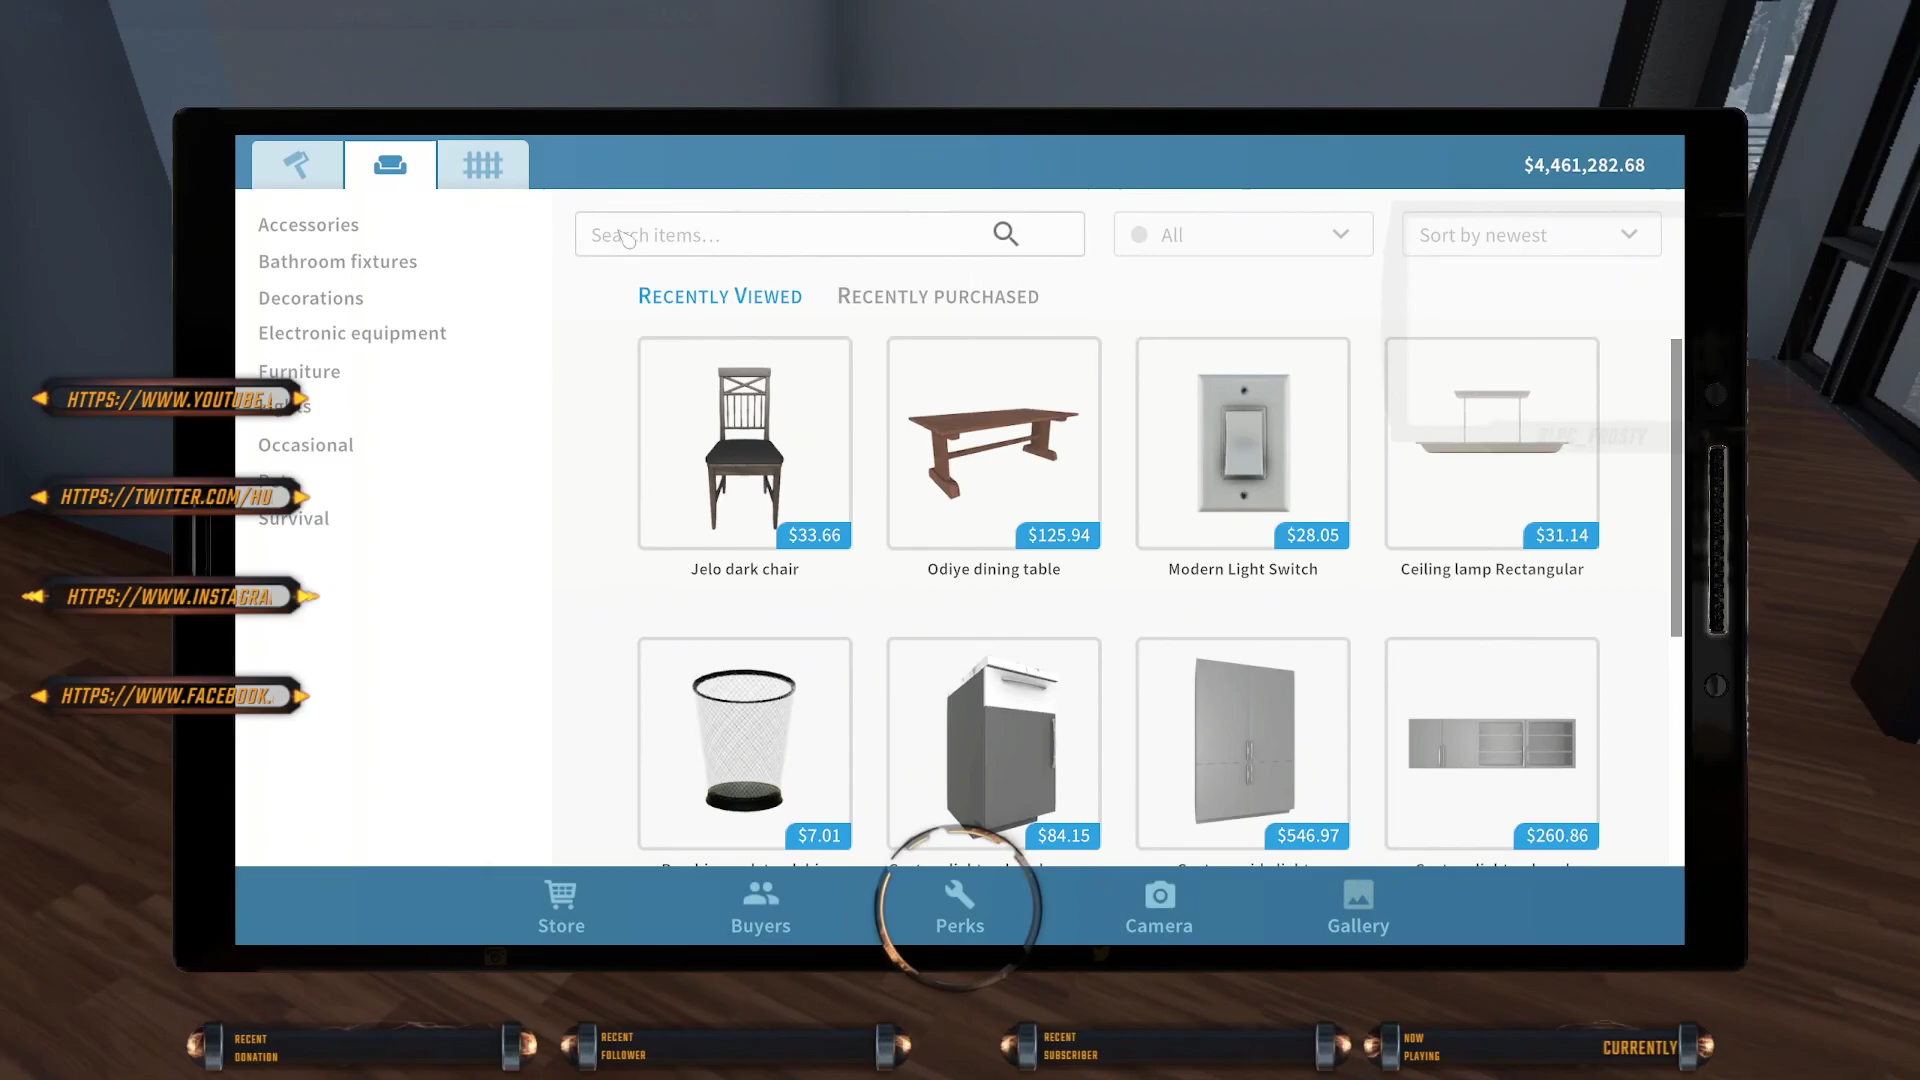 $4,461,282.68
Accessories
Bathroom fixtures
Decorations
Electronic equipment
Furniture
Occasional
Survival
Search items...
All
Sort by newest
RECENTLY VIEWED
RECENTLY PURCHASED
$33.66
$125.94
$28.05
$31.14
Jelo dark chair
Odiye dining table
Modern Light Switch
Ceiling lamp Rectangular
$7.01
$84.15
$546.97
$260.86
Store
Buyers
Perks
Camera
Gallery
HTTPS://WWW.YOUTUBE.
HTTPS://TWITTER.COM/HU
HTTPS://WWW.INSTAGRA
HTTPS://WWW.FACEBOOK.
RECENT
DONATION
RECENT
FOLLOWER
RECENT
SUBSCRIBER
NOW
PLAYING
CURRENTLY